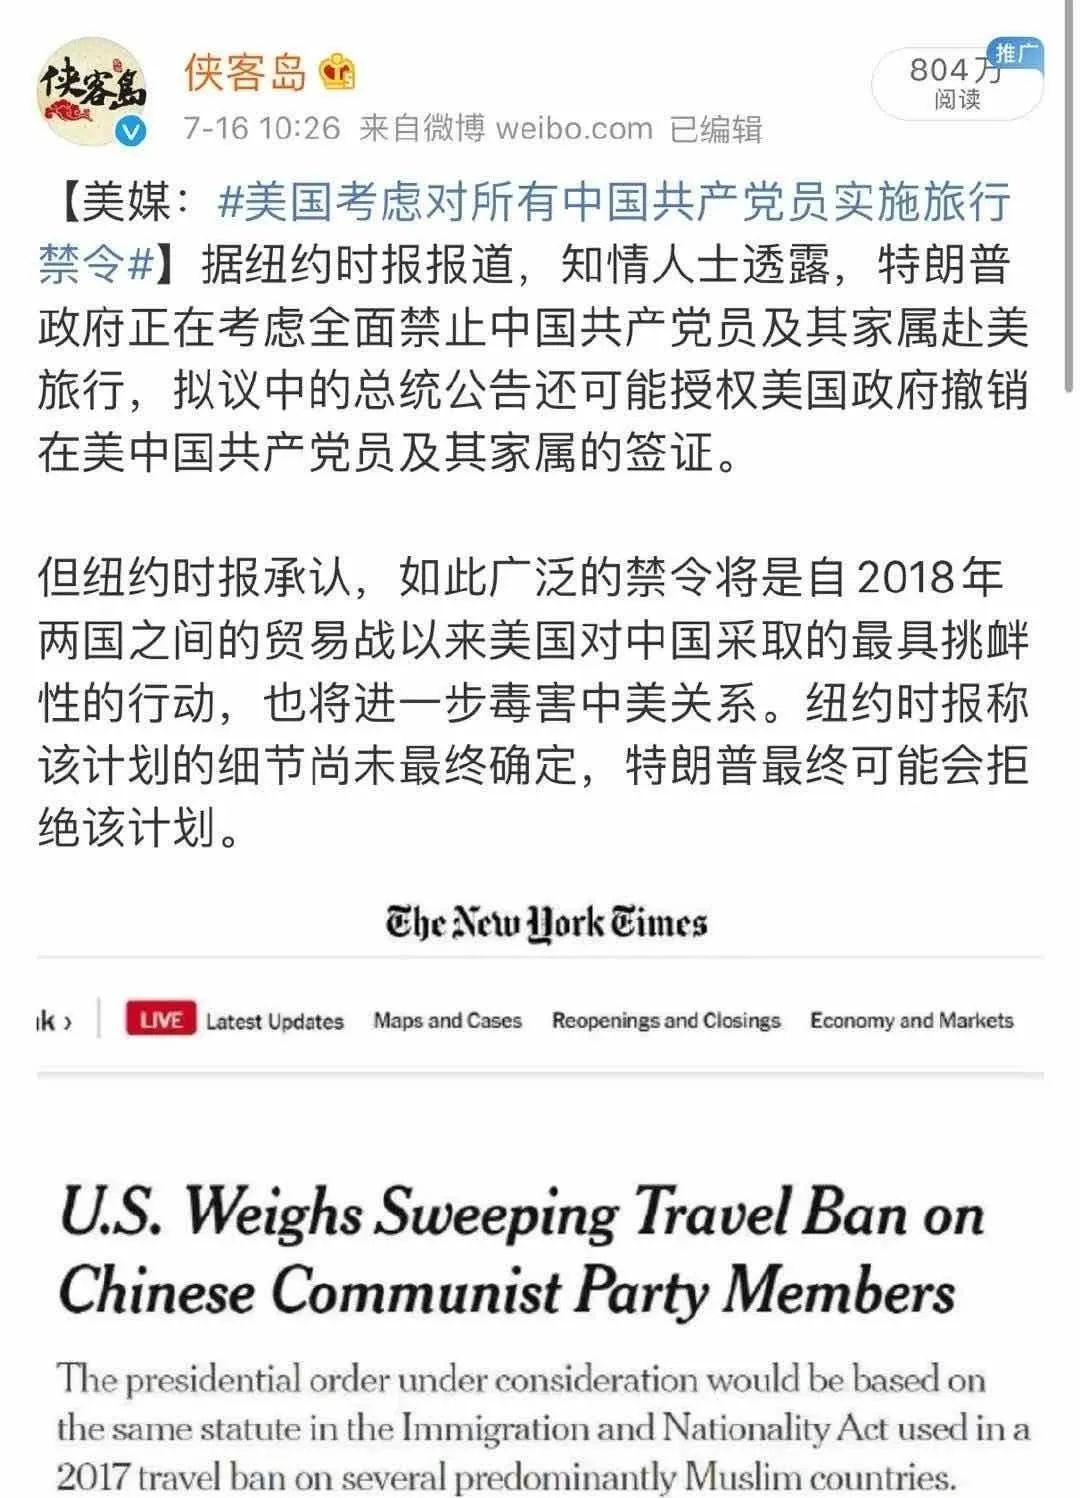 侠客岛
侠客岛
804万
推广
阅读
7-16 10:26 来自微博 weibo.com 已编辑
【美媒：#美国考虑对所有中国共产党员实施旅行
禁令#】据纽约时报报道，知情人士透露，特朗普
政府正在考虑全面禁止中国共产党员及其家属赴美
旅行，拟议中的总统公告还可能授权美国政府撤销
在美中国共产党员及其家属的签证。
但纽约时报承认，如此广泛的禁令将是自2018年
两国之间的贸易战以来美国对中国采取的最具挑衅
性的行动，也将进一步毒害中美关系。纽约时报称
该计划的细节尚未最终确定，特朗普最终可能会拒
绝该计划。
The New York Times
LIVE Latest Updates Maps and Cases Reopenings and Closings Economy and Markets
U.S. Weighs Sweeping Travel Ban on
Chinese Communist Party Members
The presidential order under consideration would be based on
the same statute in the Immigration and Nationality Act used in a
2017 travel ban on several predominantly Muslim countries.